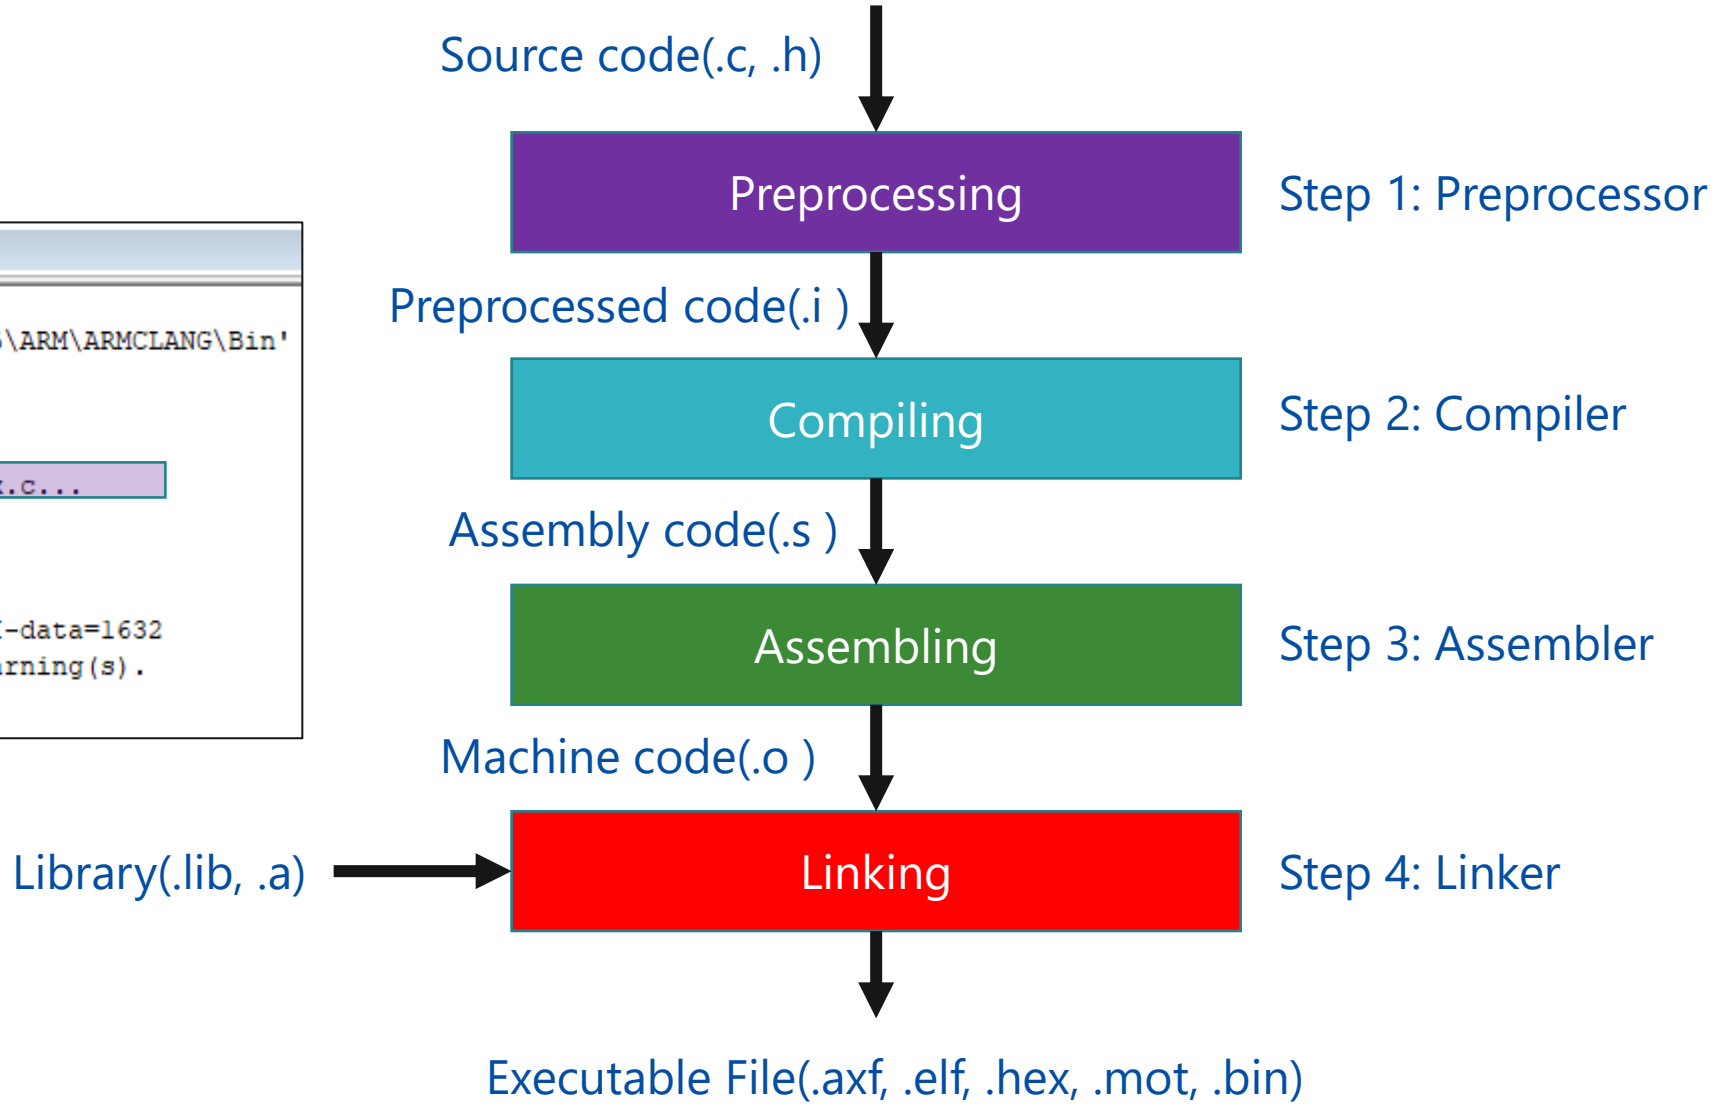 Source code(.c, .h)
Preprocessing
Step 1: Preprocessor
Preprocessed code(.i )
\ARM\ARMCLANG\Bin'
Compiling
Step 2: Compiler
.c...
Assembly code(.s )
Assembling
Step 3: Assembler
-data=1632
rning(s).
Machine code(.o )
Library(.lib, .a)
Linking
Step 4: Linker
Executable File(.axf, .elf, .hex, .mot, .bin)